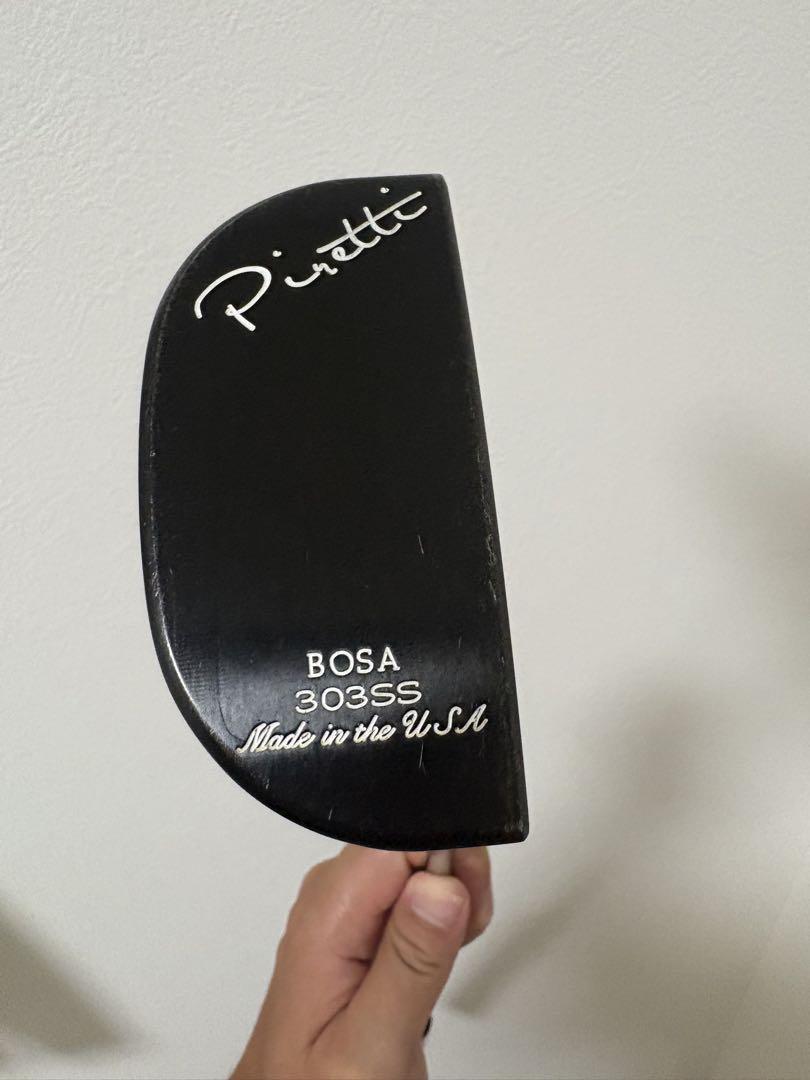 Piretti
BOSA
303SS
Made in the USA